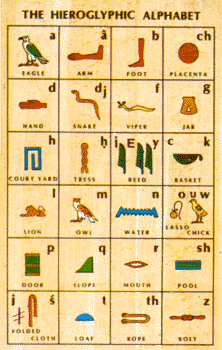 THE HIEROGLYPHIC ALPHABET
a â b ch
EAGLE ARM FOOT PLACENTA
d dj f g
HAND SNAKE VIPER JAR
h h i E y c k
COURT YARD TRESS REED BASKET
l m n o u w
LION OWL WATER LASSO CHICK
p q r sh
DOOR SLOPE MOUTH POOL
j ś t th z
FOLDED CLOTH LOAF ROPE BOLT